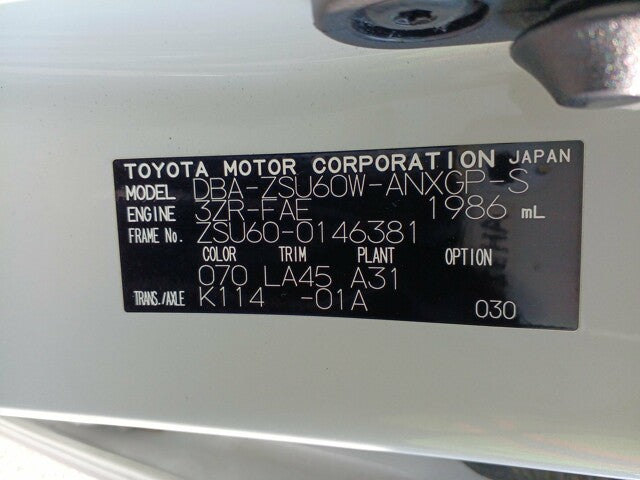 TOYOTA MOTOR CORPORATION JAPAN
MODEL DBA-ZSU60W-ANXGP-S
ENGINE 3ZR-FAE 1986 mL
FRAME No. ZSU60-0146381
COLOR TRIM PLANT OPTION
070 LA45 A31
TRANS./AXLE K114 -01A 030